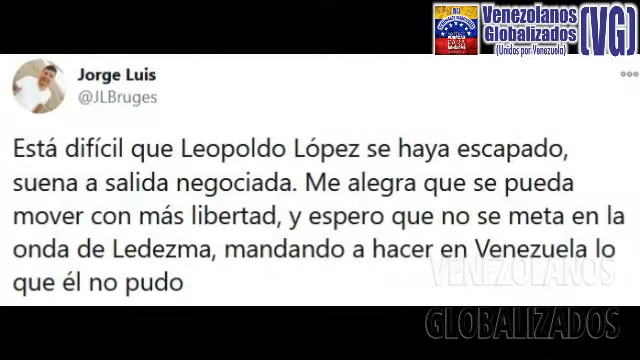 Venezolanos
Globalizados
(Unidos por Venezuela)
(VG)
Jorge Luis
@JLBruges
Está difícil que Leopoldo López se haya escapado,
suena a salida negociada. Me alegra que se pueda
mover con más libertad, y espero que no se meta en la
onda de Ledezma, mandando a hacer en Venezuela lo
que él no pudo
VENEZOLANOS
GLOBALIZADOS